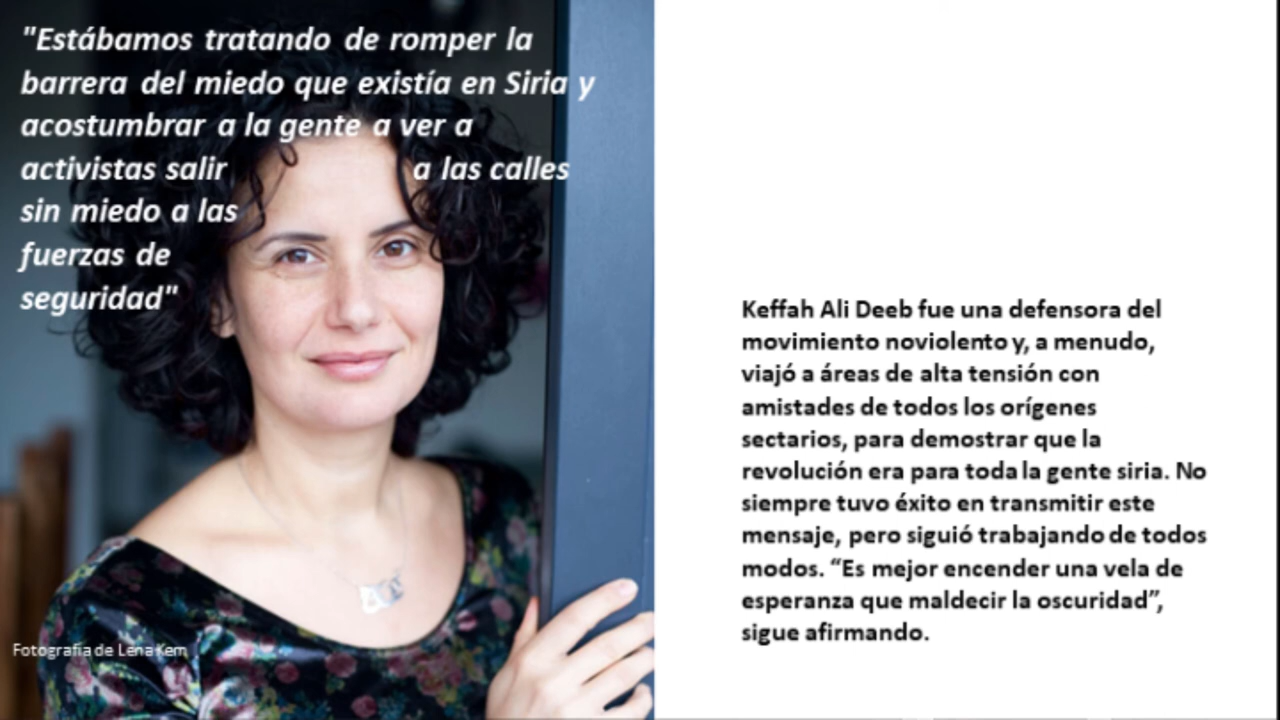 "Estábamos tratando de romper la
barrera del miedo que existía en Siria y
acostumbrar a la gente a ver a
activistas salir a las calles
sin miedo a las
fuerzas de
seguridad"
Fotografía de Lena Kern
Keffah Ali Deeb fue una defensora del
movimiento noviolento y, a menudo,
viajó a áreas de alta tensión con
amistades de todos los orígenes
sectarios, para demostrar que la
revolución era para toda la gente siria. No
siempre tuvo éxito en transmitir este
mensaje, pero siguió trabajando de todos
modos. “Es mejor encender una vela de
esperanza que maldecir la oscuridad”,
sigue afirmando.